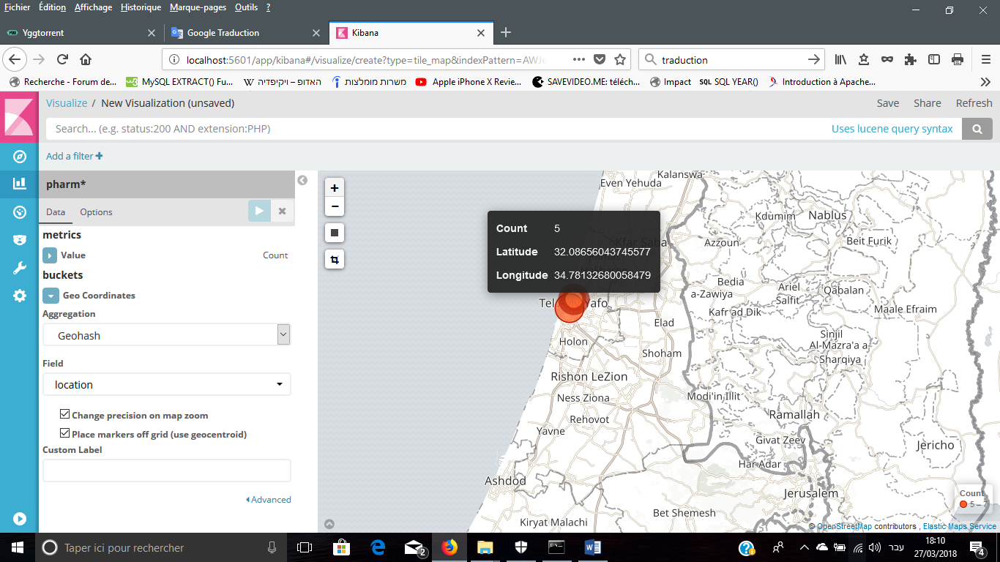 Fichier Édition Affichage Historique Marque-pages Outils ?
Yggtorrent
Google Traduction
Kibana
localhost:5601/app/kibana#/visualize/create?type=tile_map&indexPattern=AWJe
traduction
Recherche - Forum de...
MySQL EXTRACT() Fu...
האדופ – ויקיפדיה
משרות מומלצות
Apple iPhone X Revie...
SAVEVIDEO.ME: téléch...
Impact
SQL SQL YEAR()
Introduction à Apache...
Visualize / New Visualization (unsaved)
Save Share Refresh
Search... (e.g. status:200 AND extension:PHP)
Uses lucene query syntax
Add a filter +
pharm*
Data Options
metrics
Value Count
buckets
Geo Coordinates
Aggregation
Geohash
Field
location
Change precision on map zoom
Place markers off grid (use geocentroid)
Custom Label
Advanced
Kalanswa
Even Yehuda
Count 5
Latitude 32.08656043745577
Longitude 34.78132680058479
Kfar Saba
Kdumim
Nablus
Azzoun
Beit Furik
Bedia
a-Zawiya
Ariel
Salfit
Qabalan
Kafr ad Dik
Maale Efraim
Yafo
Elad
Holon
Shoham
Sinjil
Al-Mazra'a a-
Sharqiya
Rishon LeZion
Ness Ziona
Modi'in Illit
Rehovot
Ramallah
Yavne
Givat Zeev
Jericho
Har Adar
Ashdod
Jerusalem
Bet Shemesh
Kiryat Malachi
Count
5 – 7
© OpenStreetMap contributors , Elastic Maps Service
Taper ici pour rechercher
2
עבר
18:10
27/03/2018
4